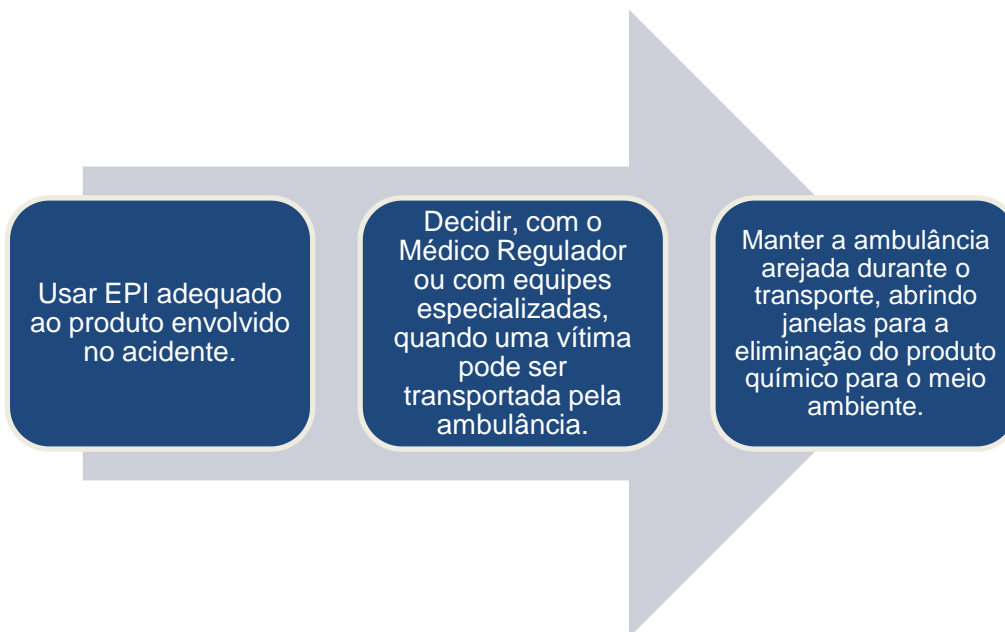 Usar EPI adequado
ao produto envolvido
no acidente.
Decidir, com o
Médico Regulador
ou com equipes
especializadas,
quando uma vítima
pode ser
transportada pela
ambulância.
Manter a ambulância
arejada durante o
transporte, abrindo
janelas para a
eliminação do produto
químico para o meio
ambiente.